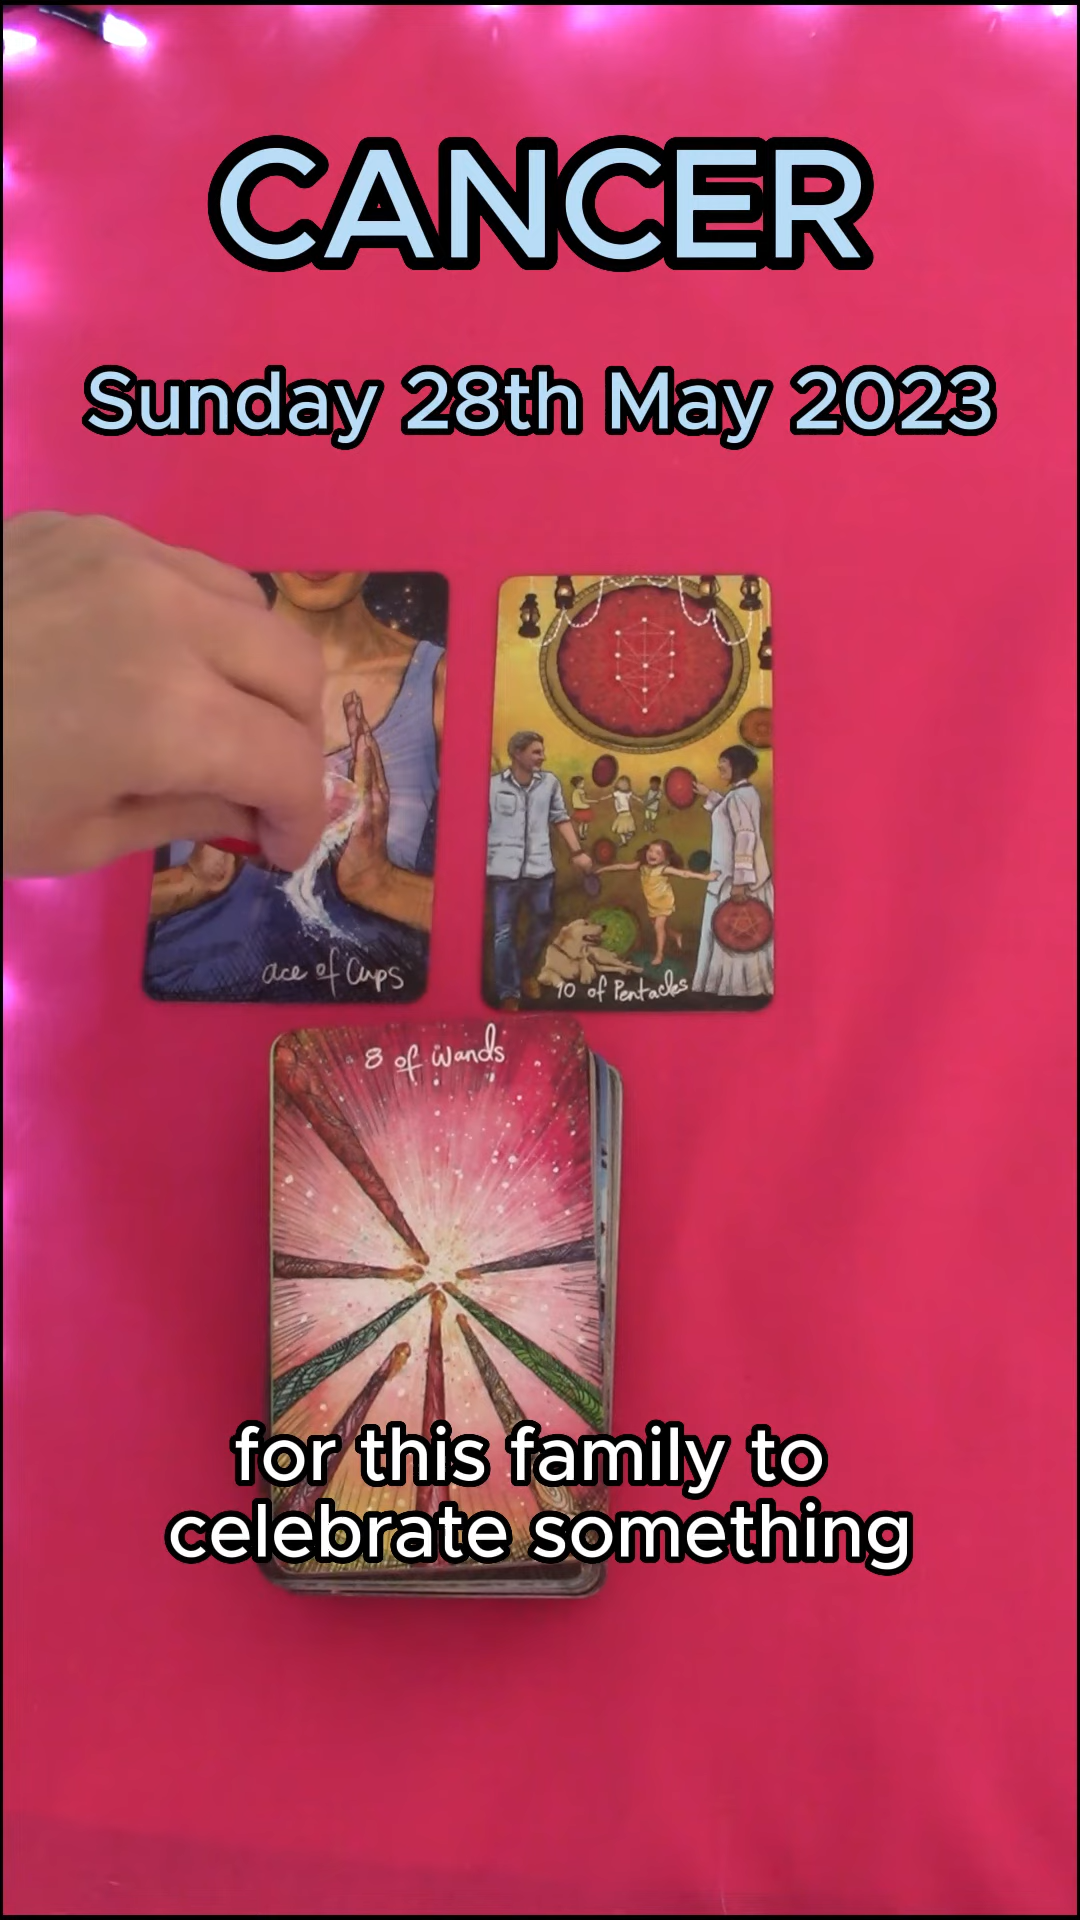 CANCER
Sunday 28th May 2023
ace of Cups
10 of Pentacles
8 of Wands
for this family to
celebrate something